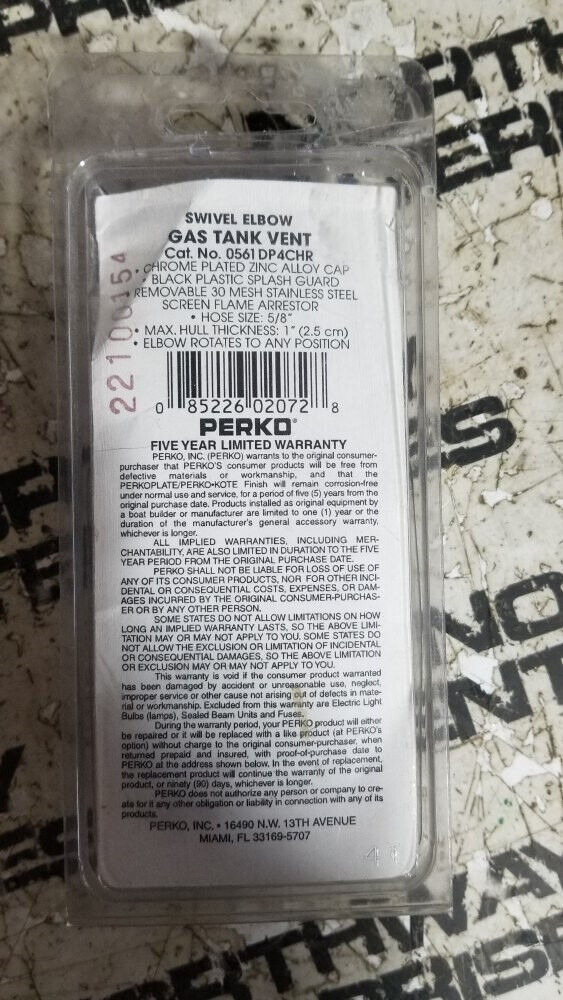 SWIVEL ELBOW
GAS TANK VENT
Cat. No. 0561DP4CHR
• CHROME PLATED ZINC ALLOY CAP
• BLACK PLASTIC SPLASH GUARD
REMOVABLE 30 MESH STAINLESS STEEL
SCREEN FLAME ARRESTOR
• HOSE SIZE: 5/8"
• MAX. HULL THICKNESS: 1" (2.5 cm)
• ELBOW ROTATES TO ANY POSITION
22100154
0 85226 02072 8
PERKO®
FIVE YEAR LIMITED WARRANTY
PERKO, INC. (PERKO) warrants to the original consumer-
purchaser that PERKO'S consumer products will be free from
defective materials or workmanship, and that the
PERKOPLATE/PERKO•KOTE Finish will remain corrosion-free
under normal use and service, for a period of five (5) years from the
original purchase date. Products installed as original equipment by
a boat builder or manufacturer are limited to one (1) year or the
duration of the manufacturer's general accessory warranty,
whichever is longer.
ALL IMPLIED WARRANTIES, INCLUDING MER-
CHANTABILITY, ARE ALSO LIMITED IN DURATION TO THE FIVE
YEAR PERIOD FROM THE ORIGINAL PURCHASE DATE.
PERKO SHALL NOT BE LIABLE FOR LOSS OF USE OF
ANY OF ITS CONSUMER PRODUCTS, NOR FOR OTHER INCI-
DENTAL OR CONSEQUENTIAL COSTS, EXPENSES, OR DAM-
AGES INCURRED BY THE ORIGINAL CONSUMER-PURCHAS-
ER OR BY ANY OTHER PERSON.
SOME STATES DO NOT ALLOW LIMITATIONS ON HOW
LONG AN IMPLIED WARRANTY LASTS, SO THE ABOVE LIMI-
TATION MAY OR MAY NOT APPLY TO YOU. SOME STATES DO
NOT ALLOW THE EXCLUSION OR LIMITATION OF INCIDENTAL
OR CONSEQUENTIAL DAMAGES, SO THE ABOVE LIMITATION
OR EXCLUSION MAY OR MAY NOT APPLY TO YOU.
This warranty is void if the consumer product warranted
has been damaged by accident or unreasonable use, neglect,
improper service or other cause not arising out of defects in mate-
rial or workmanship. Excluded from this warranty are Electric Light
Bulbs (lamps), Sealed Beam Units and Fuses.
During the warranty period, your PERKO product will either
be repaired or it will be replaced with a like product (at PERKO's
option) without charge to the original consumer-purchaser, when
returned prepaid and insured, with proof-of-purchase date to
PERKO at the address shown below. In the event of replacement,
the replacement product will continue the warranty of the original
product, or ninety (90) days, whichever is longer.
PERKO does not authorize any person or company to cre-
ate for it any other obligation or liability in connection with any of its
products.
PERKO, INC. • 16490 N.W. 13TH AVENUE
MIAMI, FL 33169-5707